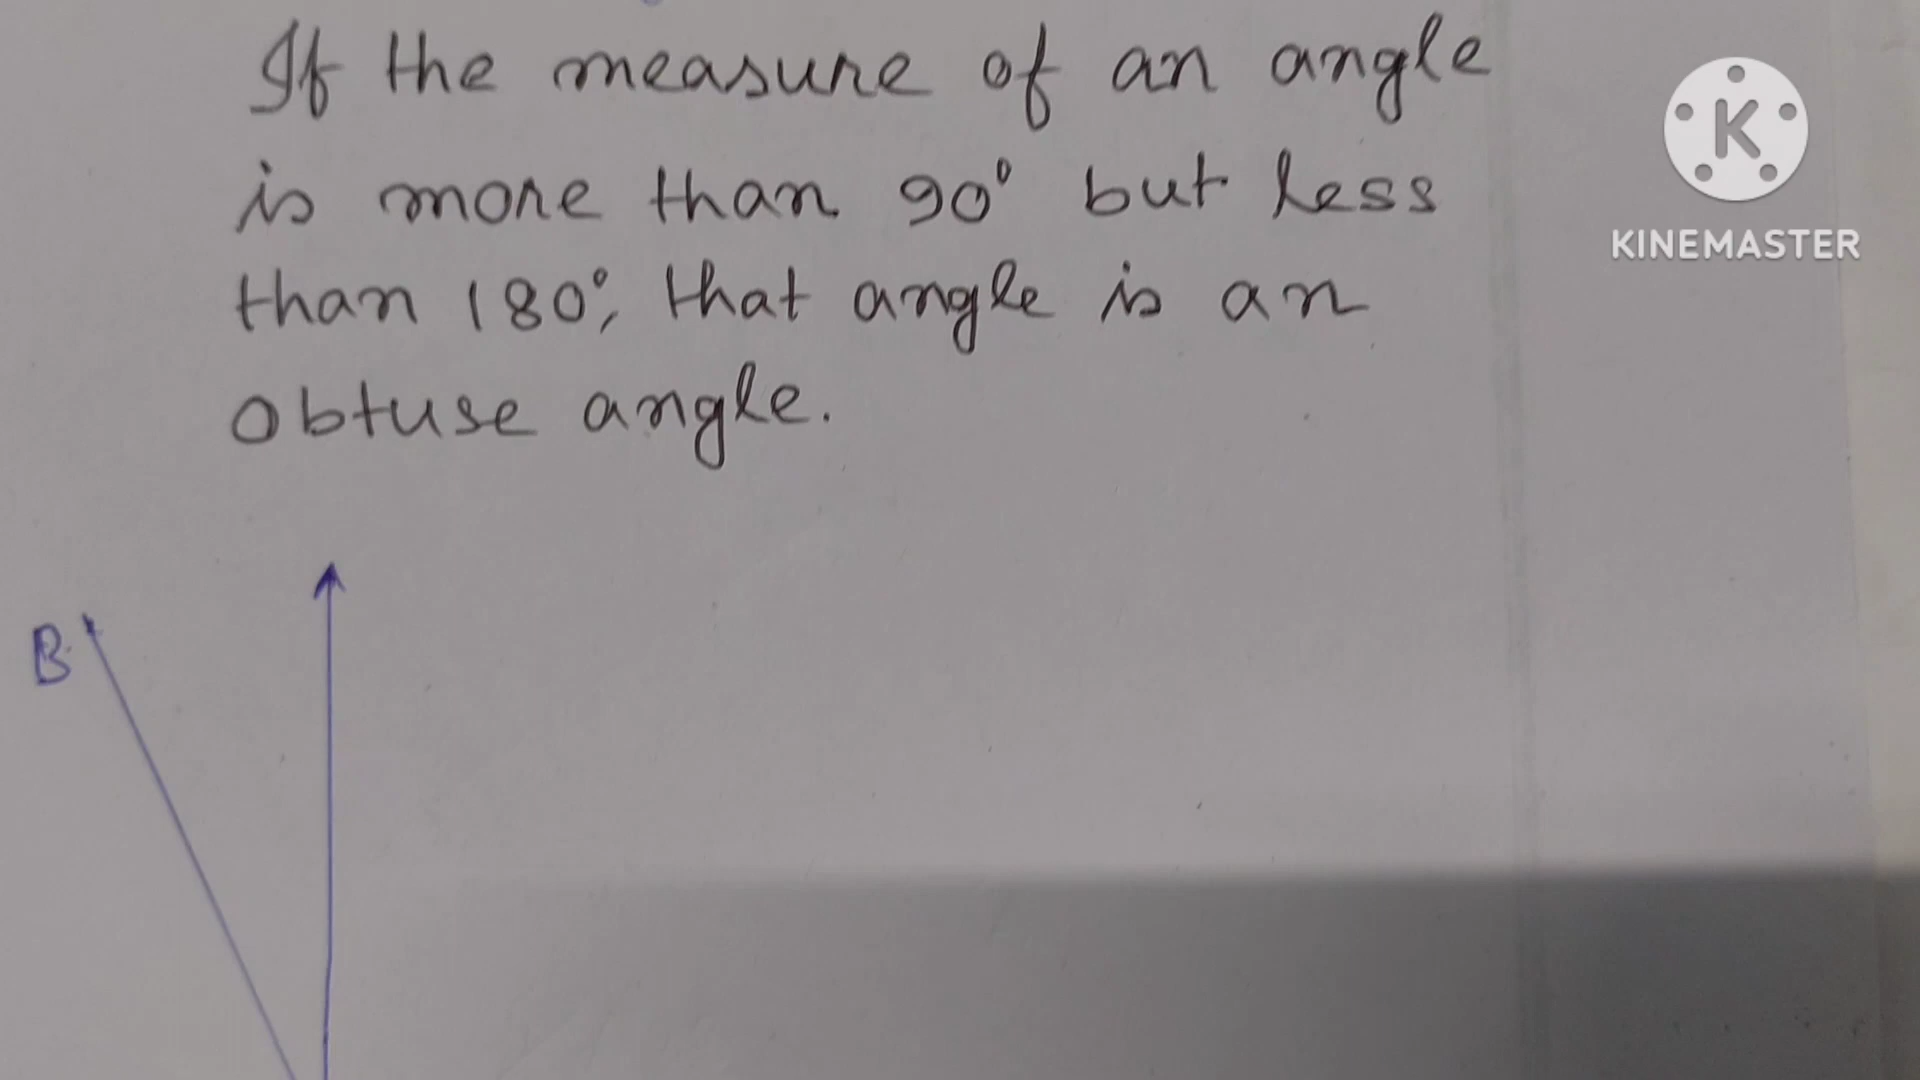 If the measure of an angle
is more than 90° but less
than 180°, that angle is an
obtuse angle.
B
K
KINEMASTER